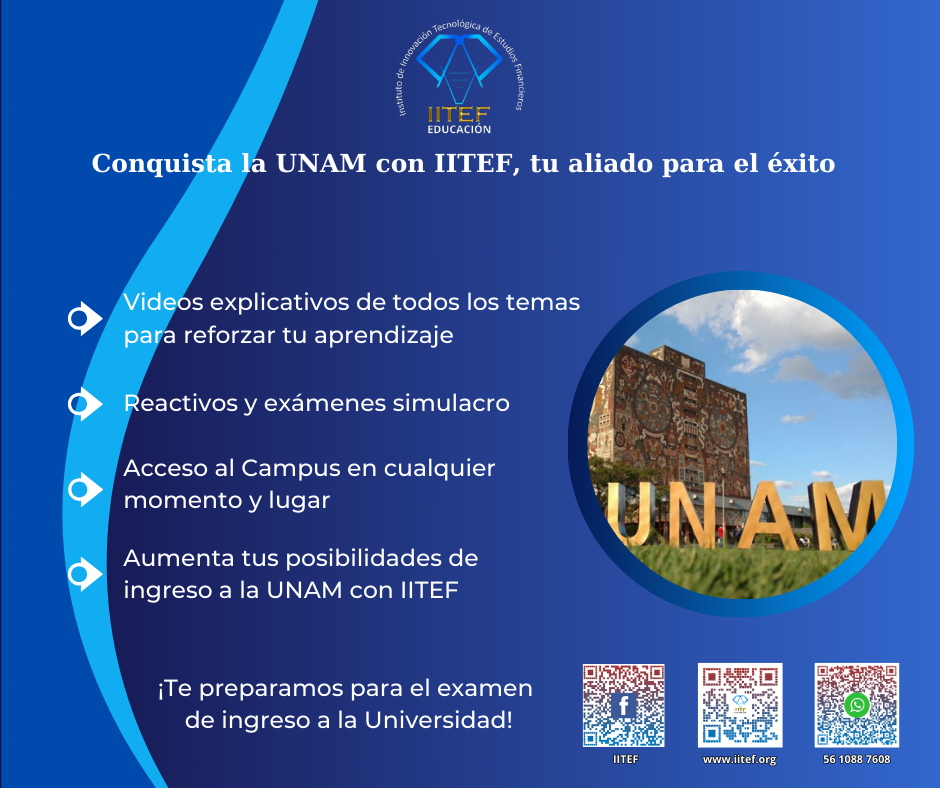 Instituto de Innovación Tecnológica de Estudios Financieros
IITEF
EDUCACIÓN
Conquista la UNAM con IITEF, tu aliado para el éxito
Videos explicativos de todos los temas
para reforzar tu aprendizaje
Reactivos y exámenes simulacro
Acceso al Campus en cualquier
momento y lugar
Aumenta tus posibilidades de
ingreso a la UNAM con IITEF
UNAM
¡Te preparamos para el examen
de ingreso a la Universidad!
f
IITEF
IITEF
www.iitef.org
56 1088 7608